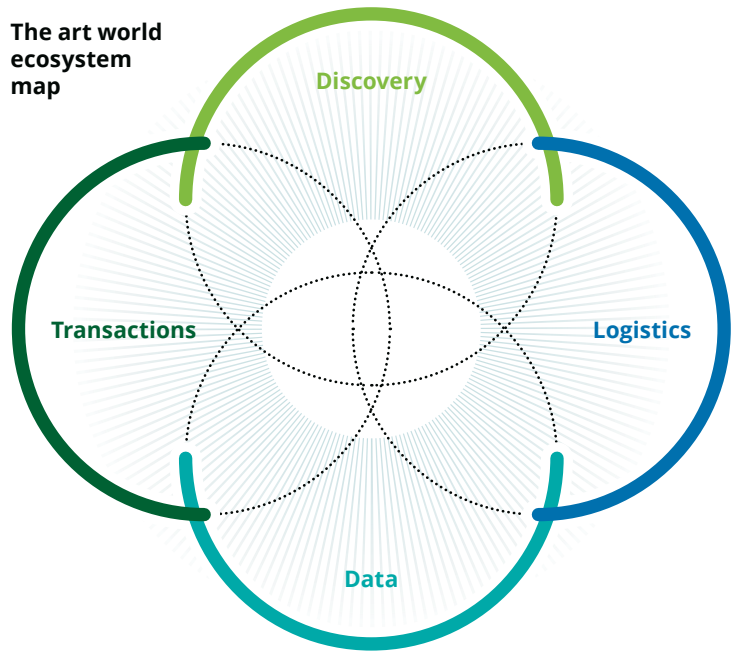 The art world
ecosystem
map
Discovery
Transactions
Logistics
Data